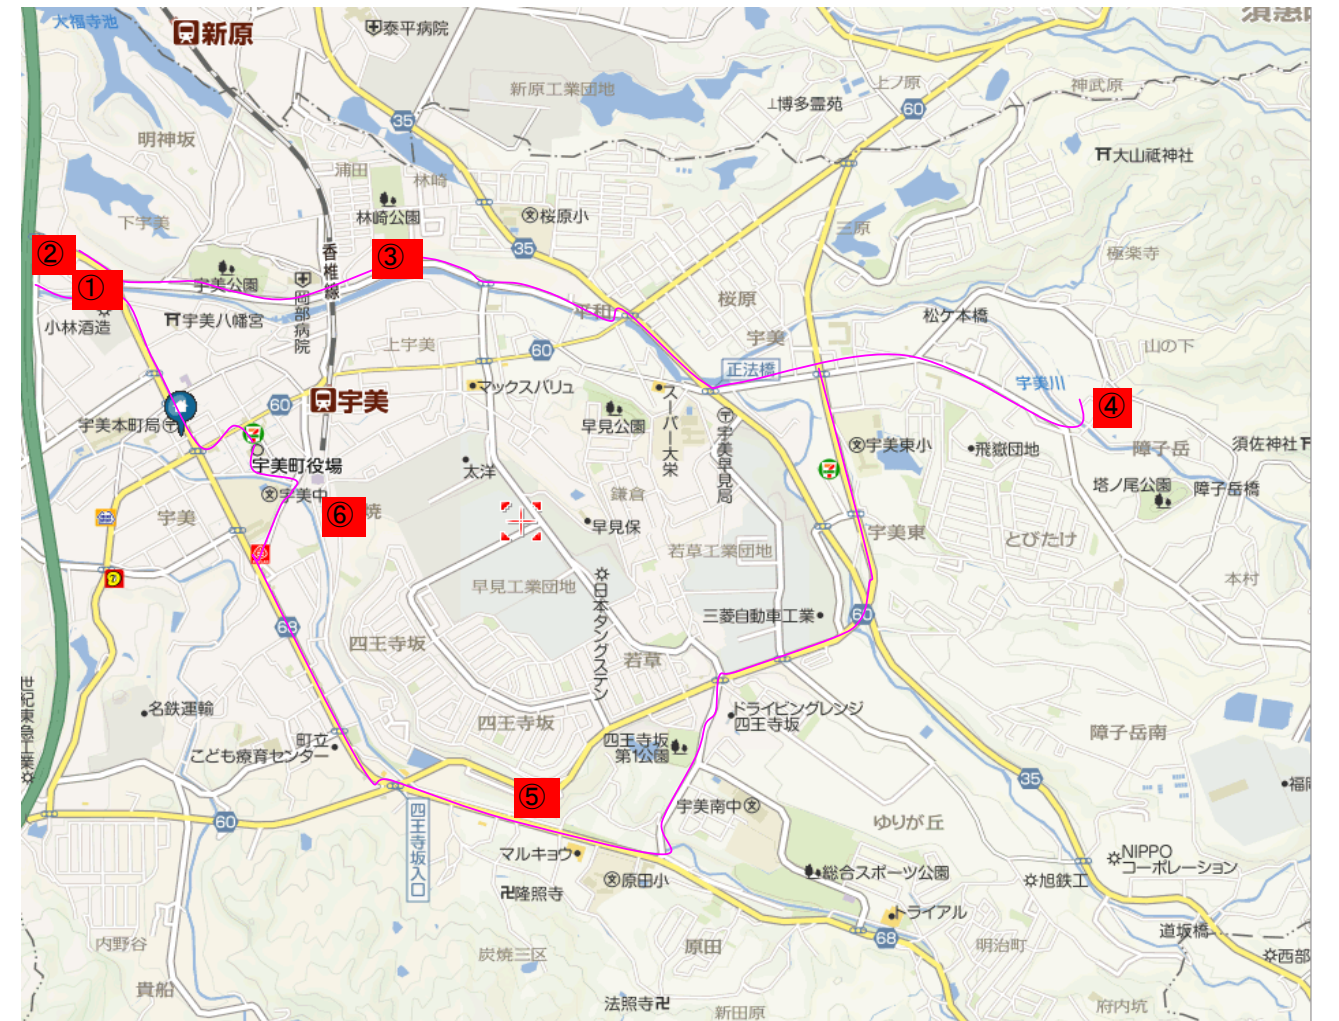 大福寺池
新原
泰平病院
須恵
新原工業団地
上ノ原
神武原
博多霊苑
60
35
明神坂
浦田
林崎
大山祇神社
下宇美
林崎公園
桜原小
三原
極楽寺
②
35
香椎線
③
①
宇美公園
岡部病院
桜原
小林酒造
宇美八幡宮
平和
松ケ本橋
上宇美
60
宇美
山の下
正法橋
宇美川
マックスバリュ
60
宇美
スーパー大栄
④
宇美本町局
早見公園
宇美早見局
宇美東小
飛嶽団地
障子岳
須佐神社
宇美町役場
太洋
塔ノ尾公園
障子岳橋
宇美中
鎌倉
宇美
⑥
焼
早見保
宇美東
とびたけ
若草工業団地
早見工業団地
日本タングステン
本村
三菱自動車工業
60
68
四王寺坂
若草
世紀東急工業
名鉄運輸
四王寺坂
ドライビングレンジ
四王寺坂
障子岳南
町立
こども療育センター
四王寺坂
第1公園
35
⑤
福岡
宇美南中
60
四王寺坂入口
ゆりが丘
マルキョウ
NIPPO
コーポレーション
総合スポーツ公園
原田小
旭鉄工
隆照寺
トライアル
内野谷
炭焼三区
原田
68
明治町
道坂橋
西部
貴船
法照寺
新田原
府内坑